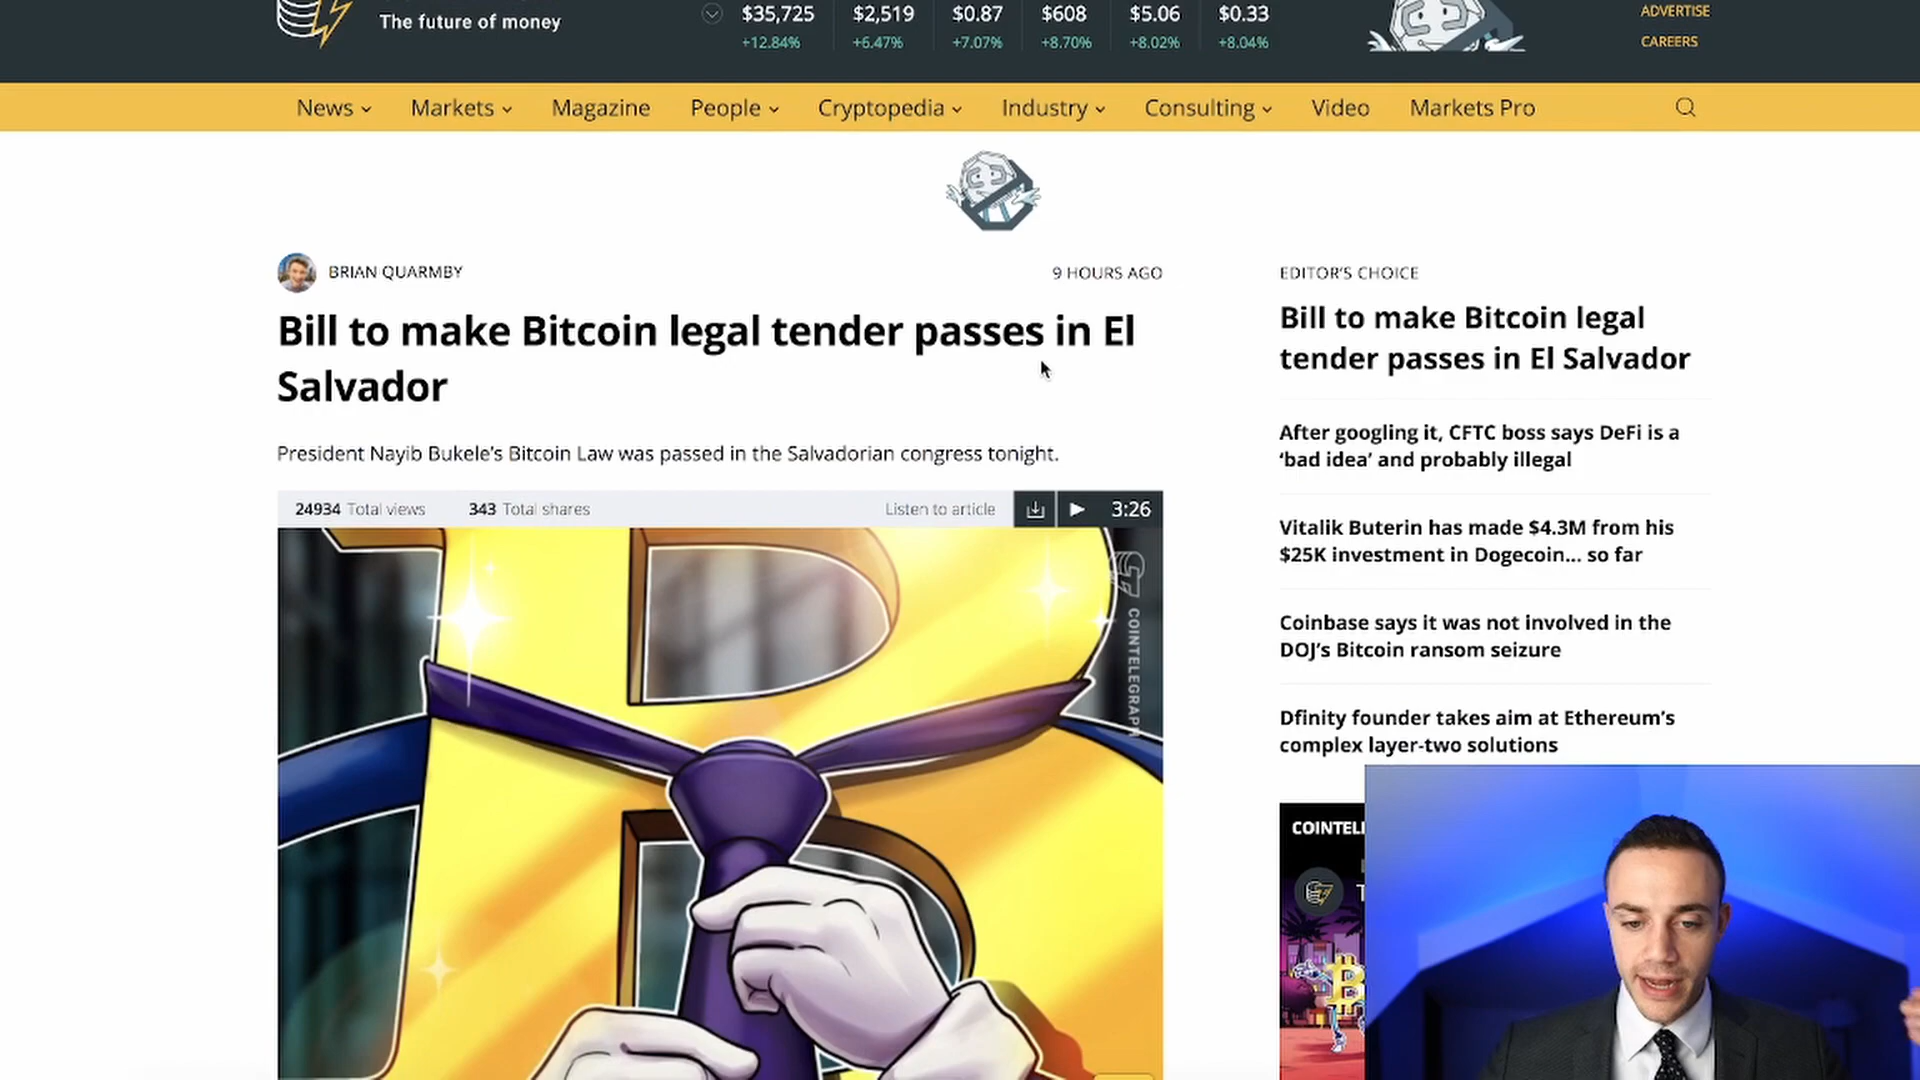 The future of money
$35,725 $2,519 $0.87 $608 $5.06 $0.33
+12.84% +6.47% +7.07% +8.70% +8.02% +8.04%
ADVERTISE
CAREERS
News Markets Magazine People Cryptopedia Industry Consulting Video Markets Pro
BRIAN QUARMBY
9 HOURS AGO
Bill to make Bitcoin legal tender passes in El
Salvador
President Nayib Bukele's Bitcoin Law was passed in the Salvadorian congress tonight.
24934 Total views 343 Total shares Listen to article 3:26
COINTELEGRAPH
EDITOR'S CHOICE
Bill to make Bitcoin legal
tender passes in El Salvador
After googling it, CFTC boss says DeFi is a
‘bad idea’ and probably illegal
Vitalik Buterin has made $4.3M from his
$25K investment in Dogecoin... so far
Coinbase says it was not involved in the
DOJ’s Bitcoin ransom seizure
Dfinity founder takes aim at Ethereum’s
complex layer-two solutions